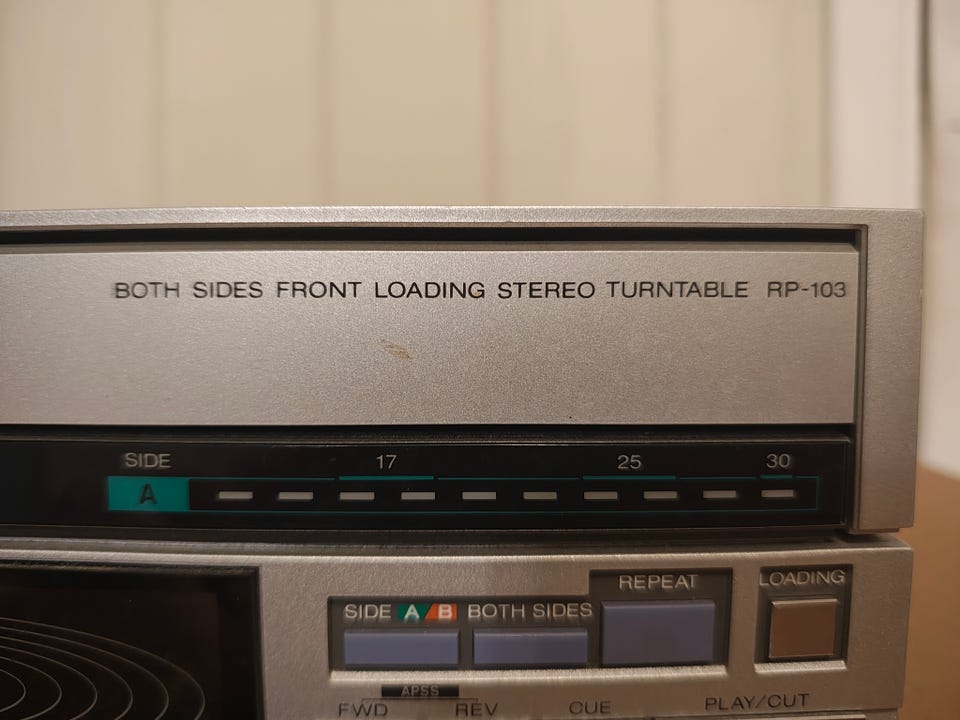 BOTH SIDES FRONT LOADING STEREO TURNTABLE RP-103
SIDE 17 25 30
A
REPEAT LOADING
SIDE A/B BOTH SIDES
APSS
FWD REV CUE PLAY/CUT